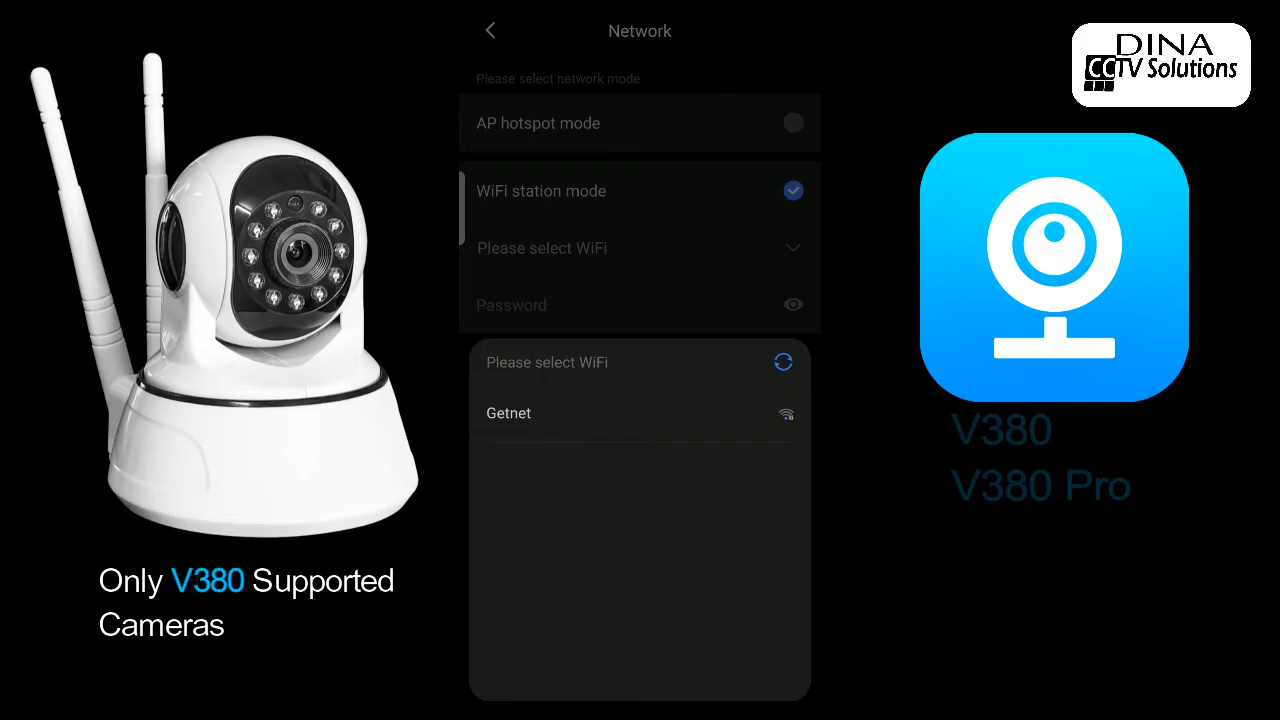 Network
Please select network mode
AP hotspot mode
WiFi station mode
Please select WiFi
Password
Please select WiFi
Getnet
Only V380 Supported
Cameras
DINA
CCTV Solutions
V380
V380 Pro